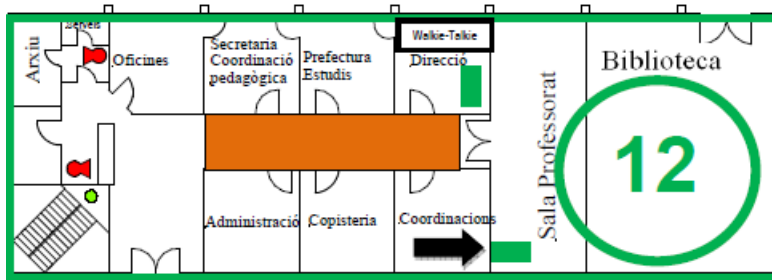 Serveis
Arxiu
Oficines
Secretaria
Coordinació
pedagògica
Prefectura
Estudis
Walkie-Talkie
Direcció
Sala Professorat
Biblioteca
12
Administració
Copisteria
Coordinacions